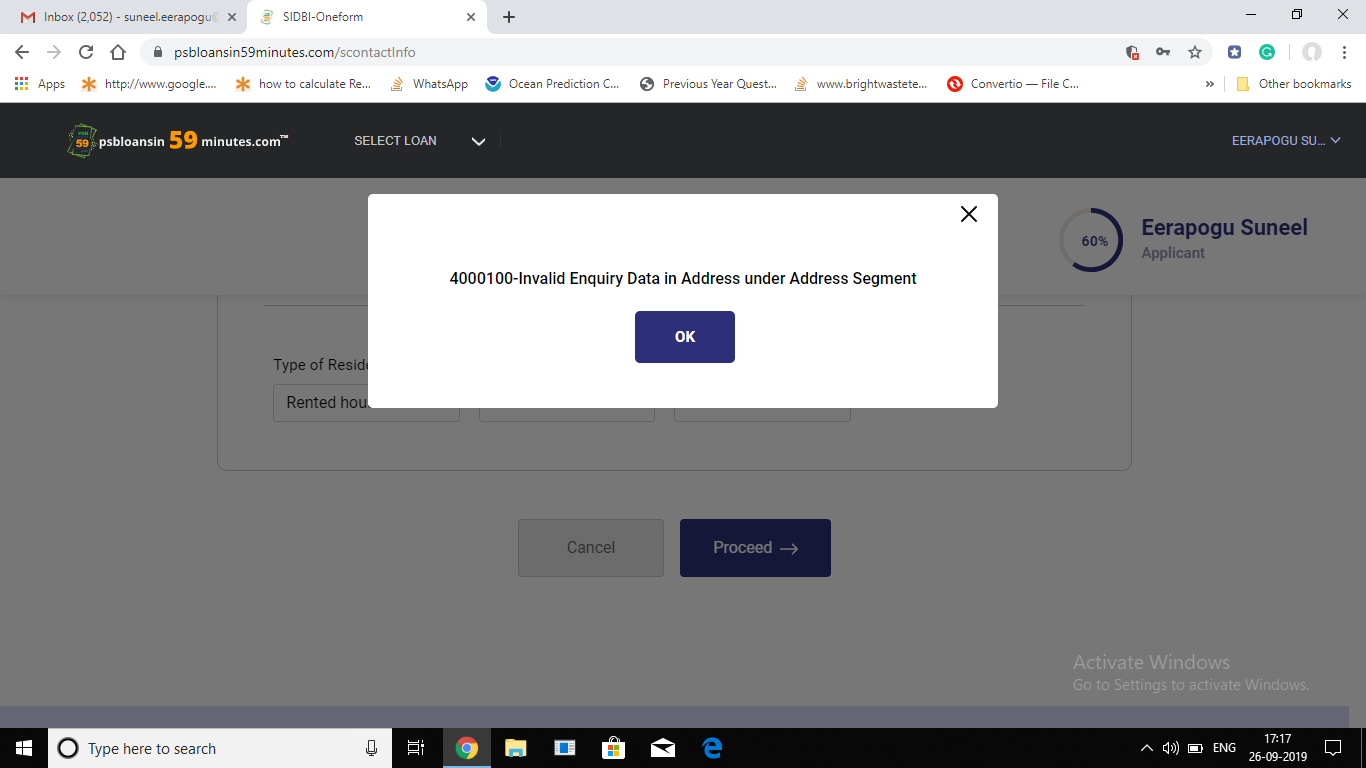 Inbox (2,052) - suneel.eerapogu@
SIDBI-Oneform
psbloansin59minutes.com/scontactInfo
Apps
http://www.google....
how to calculate Re...
WhatsApp
Ocean Prediction C...
Previous Year Quest...
www.brightwastete...
Convertio — File C...
»
Other bookmarks
PSB
59
psbloansin 59 minutes.com™
SELECT LOAN
EERAPOGU SU...
60%
Eerapogu Suneel
Applicant
4000100-Invalid Enquiry Data in Address under Address Segment
OK
Type of Reside
Rented hou
Cancel
Proceed →
Activate Windows
Go to Settings to activate Windows.
Type here to search
ENG
17:17
26-09-2019